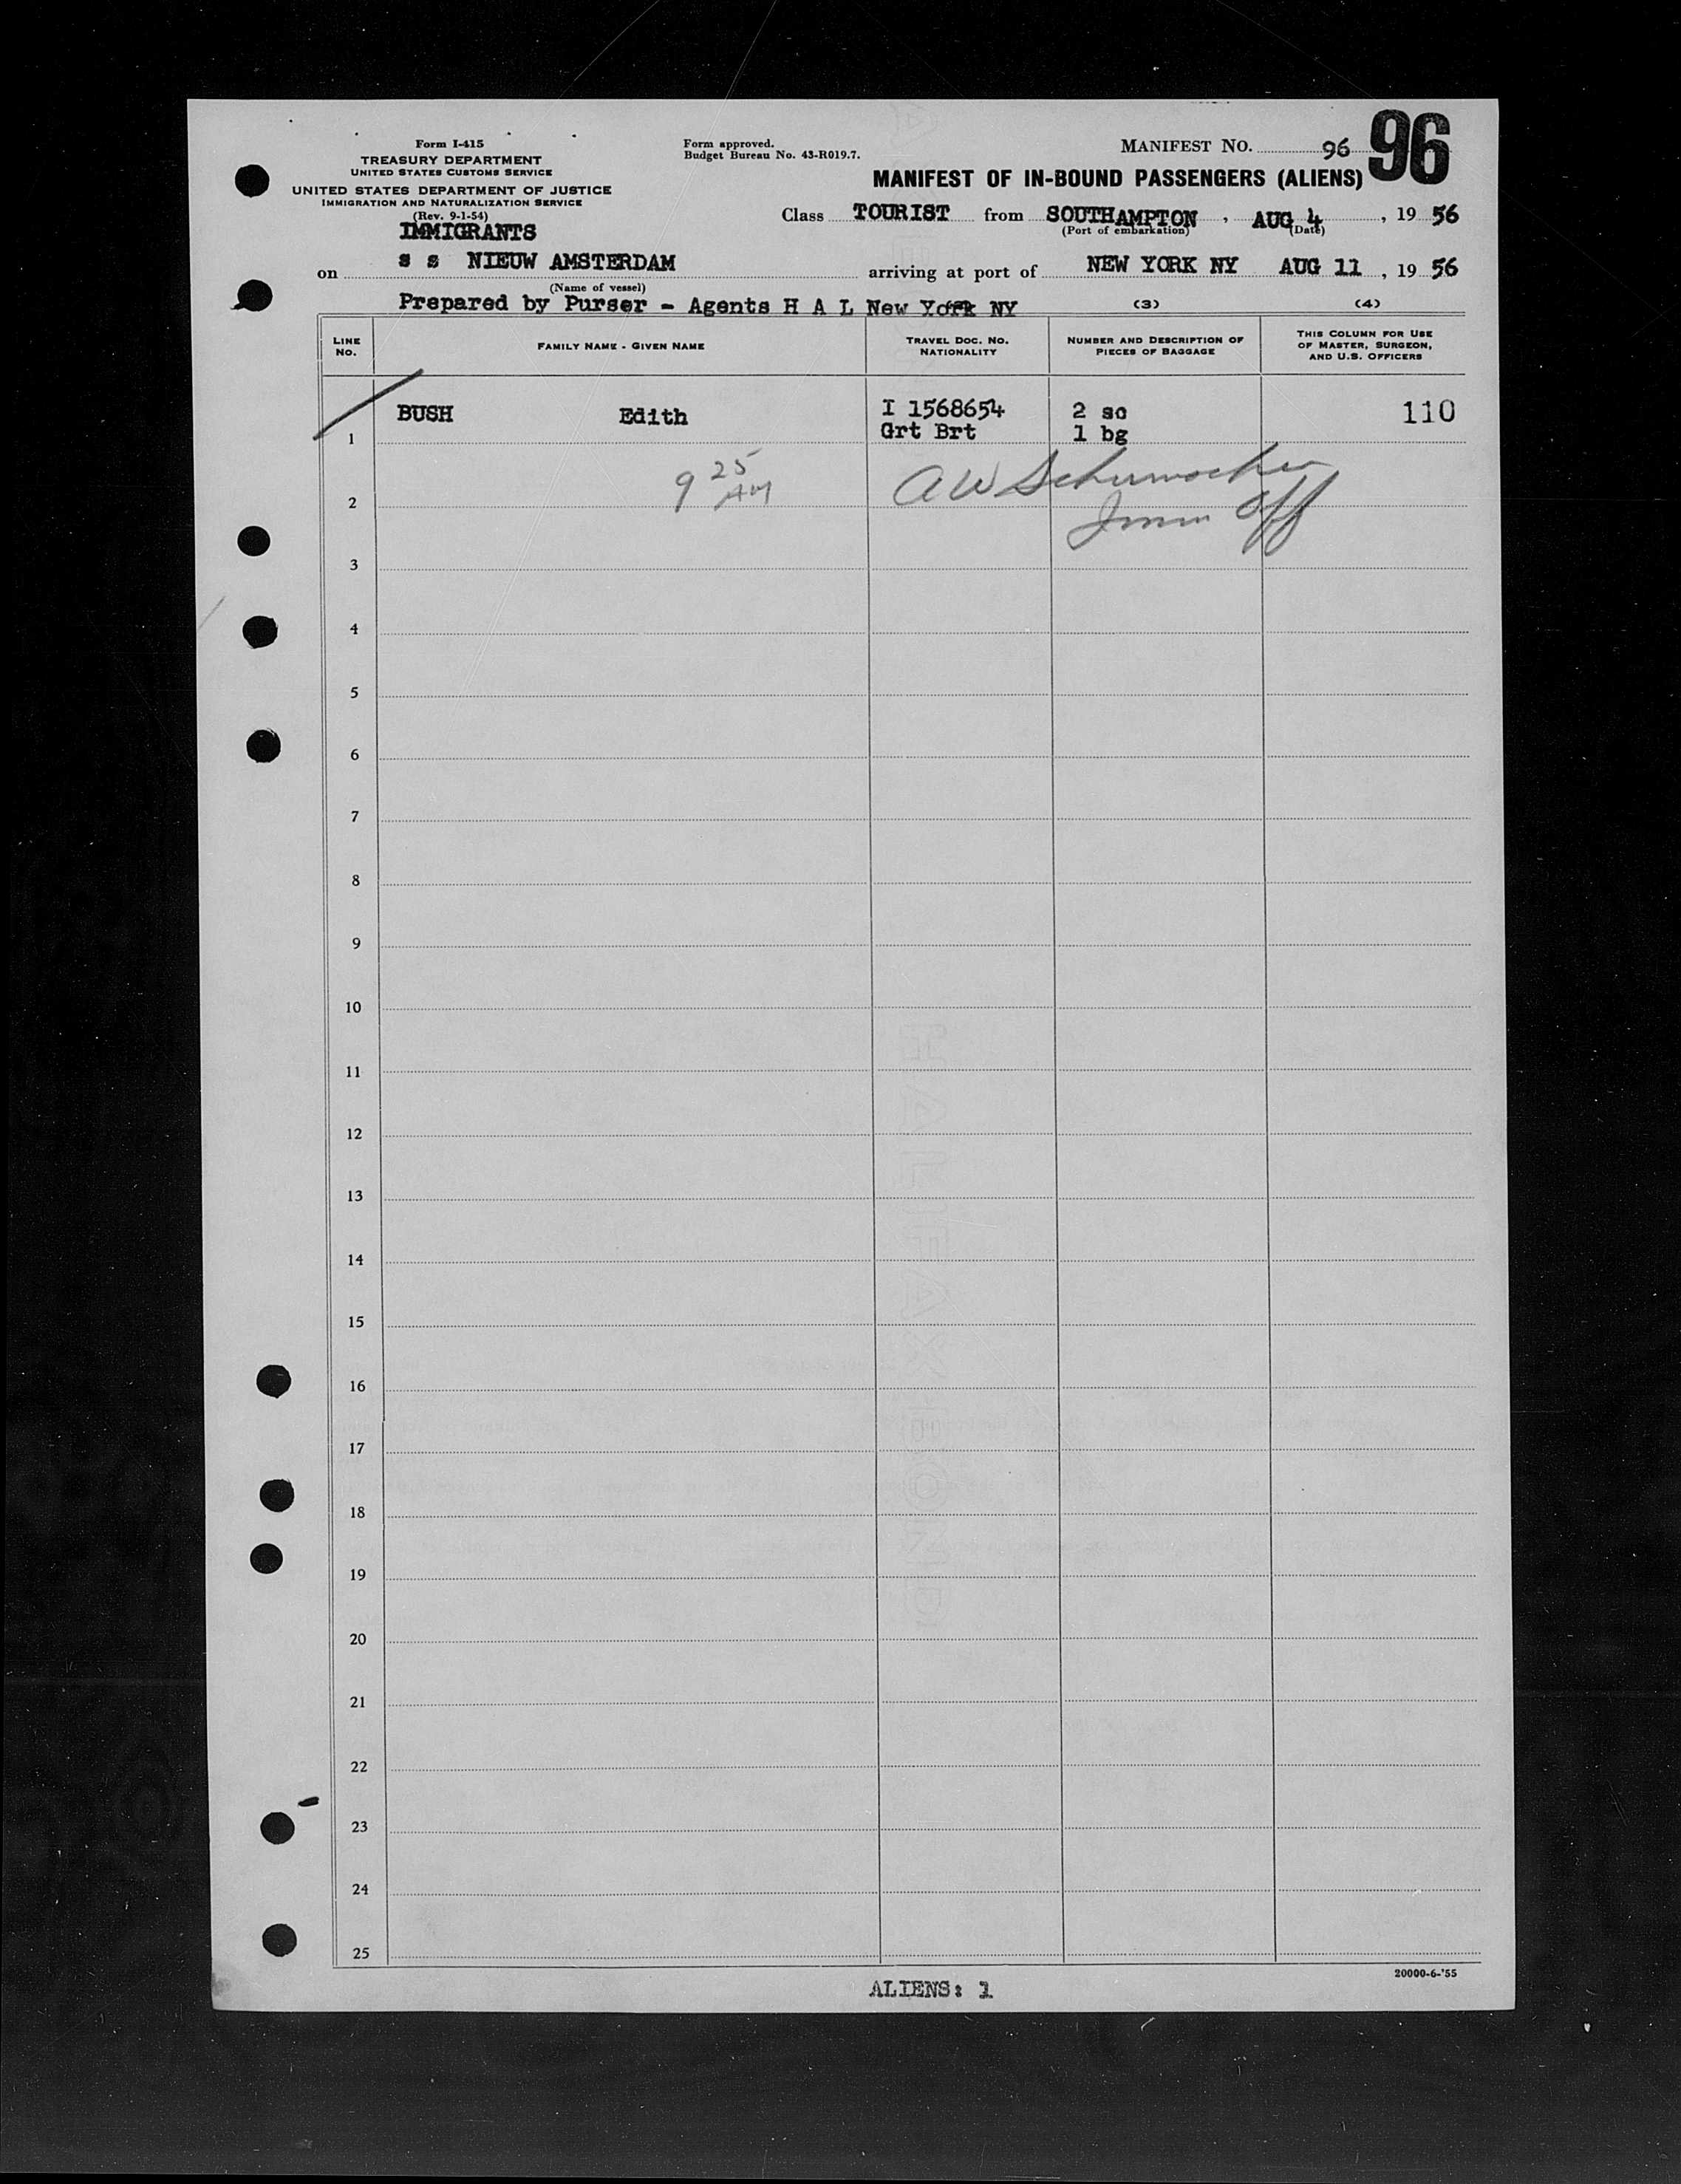 Form I-415
TREASURY DEPARTMENT
UNITED STATES CUSTOMS SERVICE
UNITED STATES DEPARTMENT OF JUSTICE
IMMIGRATION AND NATURALIZATION SERVICE
(Rev. 9-1-54)
IMMIGRANTS
Form approved.
Budget Bureau No. 43-R019.7.
MANIFEST NO. 96
96
MANIFEST OF IN-BOUND PASSENGERS (ALIENS)
Class TOURIST from SOUTHAMPTON, AUG 4, 19 56
(Port of embarkation) (Date)
on s s NIEUW AMSTERDAM arriving at port of NEW YORK NY AUG 11, 19 56
(Name of vessel)
Prepared by Purser - Agents H A L New York NY (3) (4)
LINE NO. FAMILY NAME - GIVEN NAME TRAVEL DOC. NO. NATIONALITY NUMBER AND DESCRIPTION OF PIECES OF BAGGAGE THIS COLUMN FOR USE OF MASTER, SURGEON, AND U.S. OFFICERS
BUSH Edith I 1568654 2 sc 110
1 Grt Brt 1 bg
9 25 AM A W Schumacher
2 Imm Off
3
4
5
6
7
8
9
10
11
12
13
14
15
16
17
18
19
20
21
22
23
24
25
20000-6-'55
ALIENS: 1